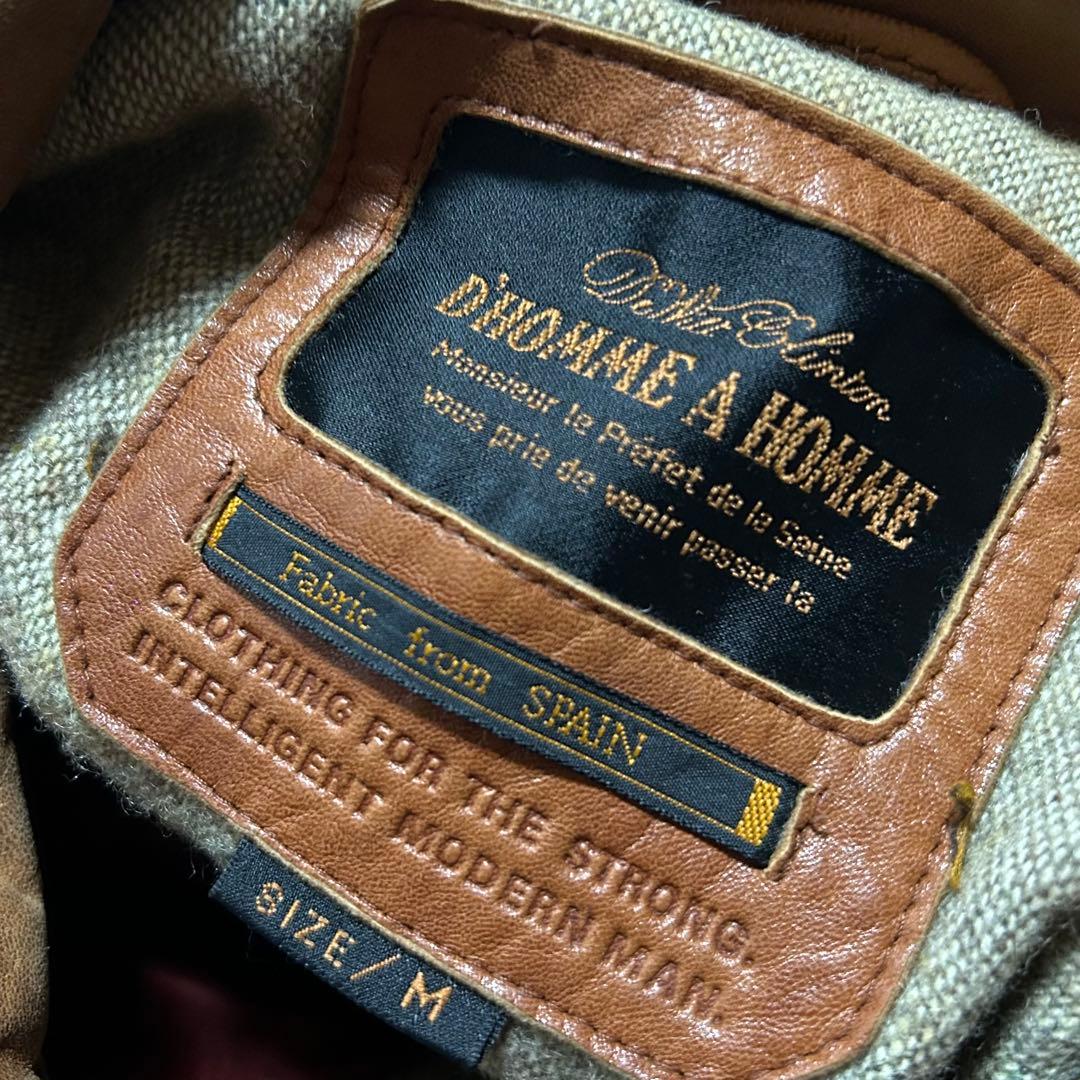 D'HOMME A HOMME
Monsieur le Préfet de la Seine
vous prie de venir passer la
Fabric from SPAIN
CLOTHING FOR THE STRONG.
INTELLIGENT MODERN MAN.
SIZE/M